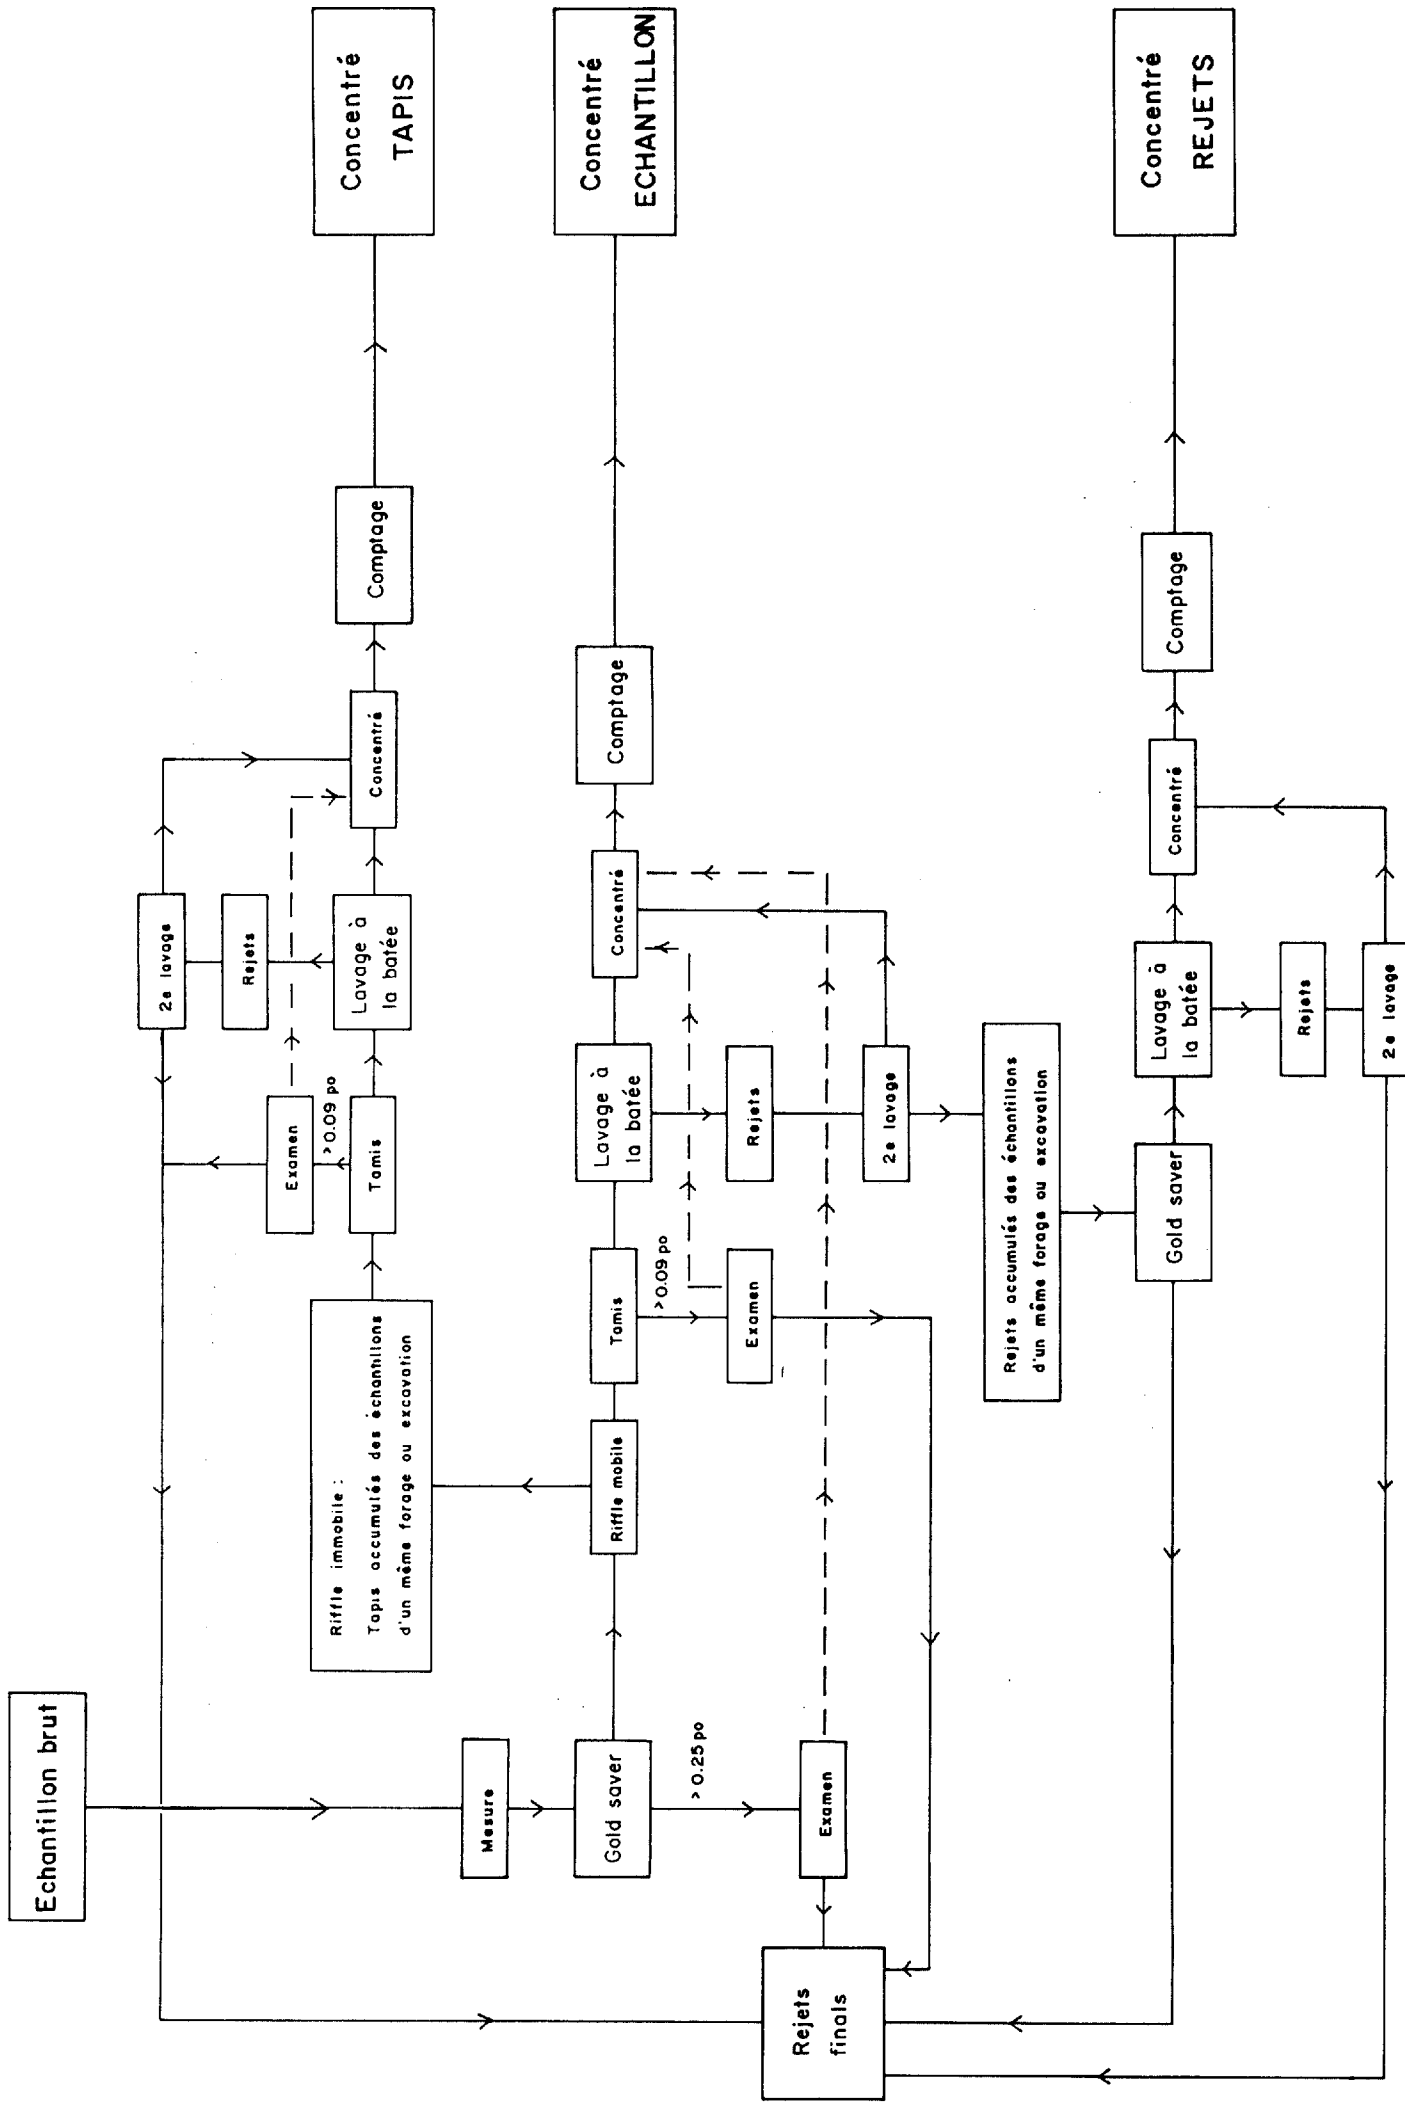 Echantillon brut
Mesure
Gold saver
> 0.25 po
Examen
Rejets
finals
Riffle mobile
Riffle immobile :
Tapis accumulés des échantillons
d'un même forage ou excavation
Tamis
> 0.09 po
Examen
Lavage à
la batée
Rejets
2e lavage
Concentré
Comptage
Concentré
TAPIS
Tamis
> 0.09 po
Examen
Lavage à
la batée
Rejets
2e lavage
Concentré
Comptage
Concentré
ECHANTILLON
Rejets accumulés des échantillons
d'un même forage ou excavation
Gold saver
Lavage à
la batée
Rejets
2e lavage
Concentré
Comptage
Concentré
REJETS